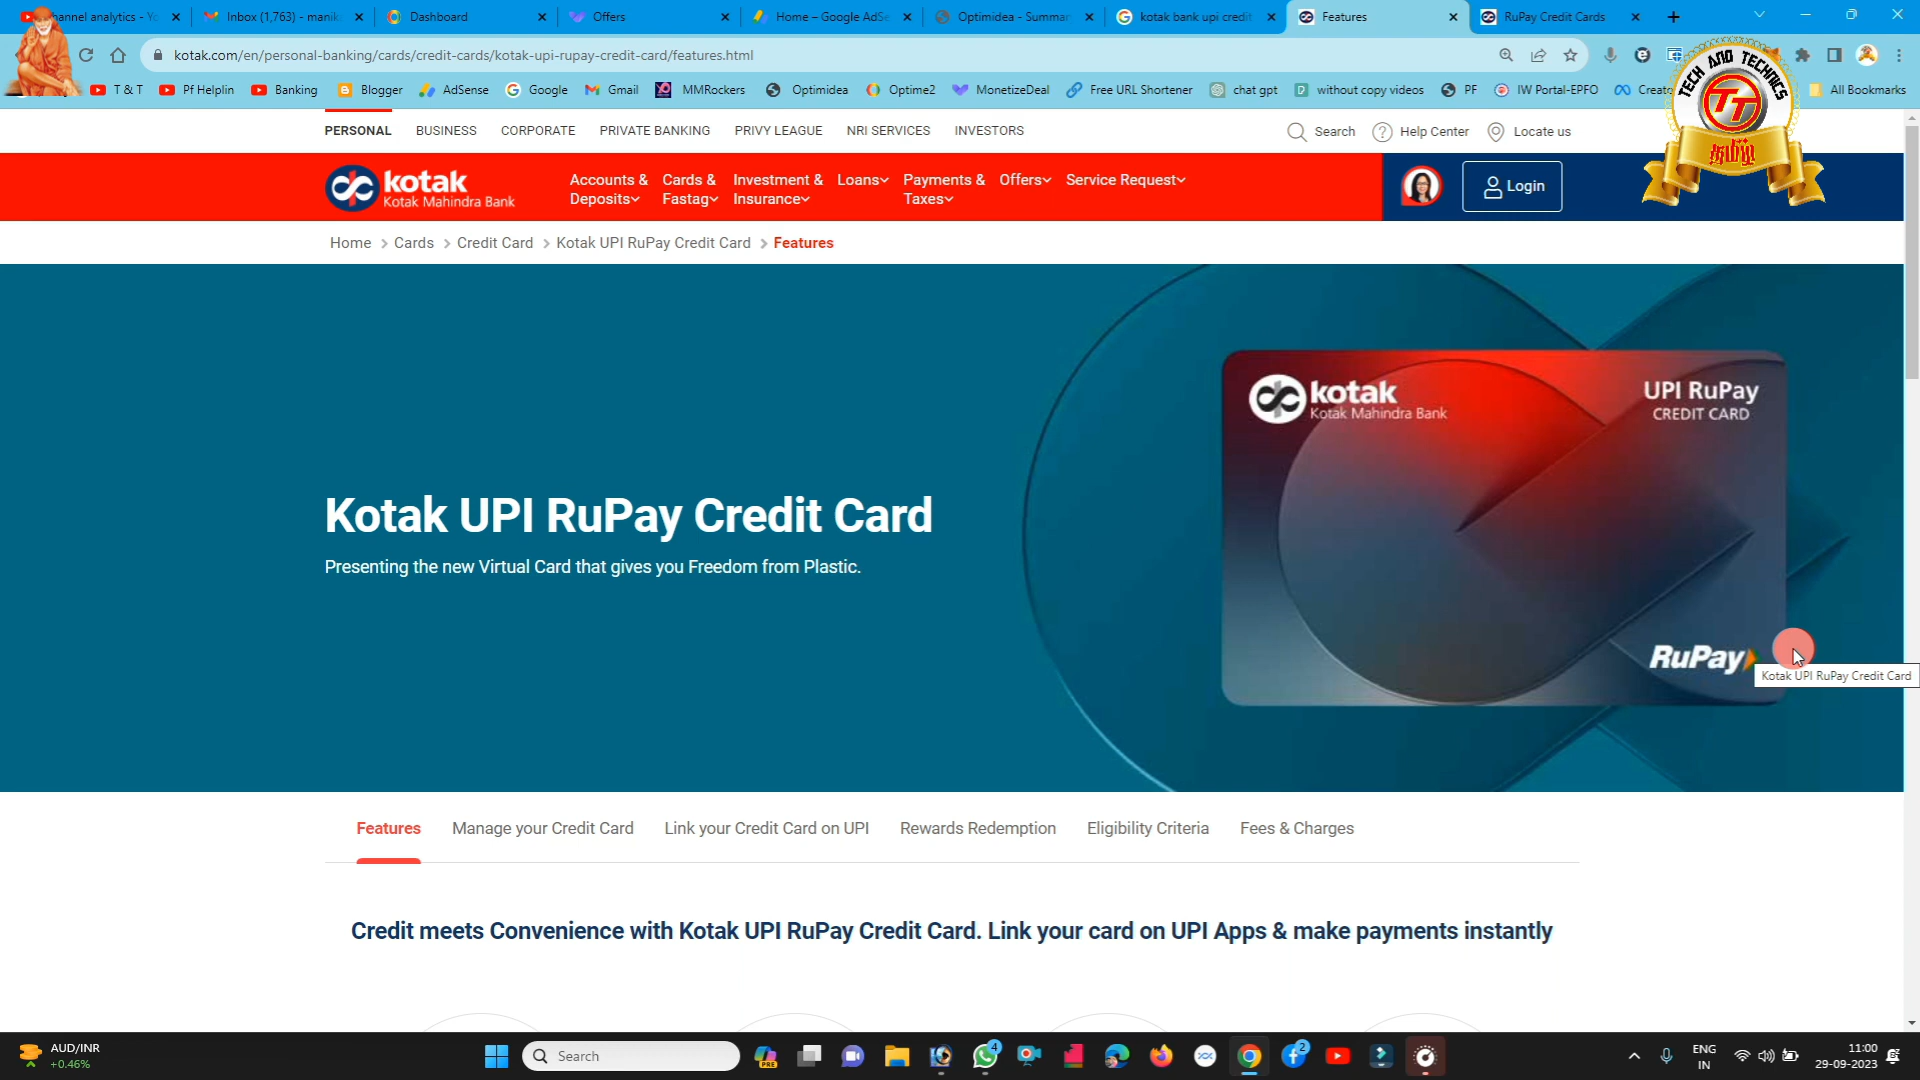 hannel analytics - Yo
Inbox (1,763) - manik
Dashboard
Offers
Home – Google AdSe
Optimidea - Summar
kotak bank upi credit
Features
RuPay Credit Cards
kotak.com/en/personal-banking/cards/credit-cards/kotak-upi-rupay-credit-card/features.html
T & T
Pf Helplin
Banking
Blogger
AdSense
Google
Gmail
MMRockers
Optimidea
Optime2
MonetizeDeal
Free URL Shortener
chat gpt
without copy videos
PF
IW Portal-EPFO
Creato
All Bookmarks
TECH AND TECHNICS
TT
தமிழ்
PERSONAL BUSINESS CORPORATE PRIVATE BANKING PRIVY LEAGUE NRI SERVICES INVESTORS
Search Help Center Locate us
kotak
Kotak Mahindra Bank
Accounts & Deposits
Cards & Fastag
Investment & Insurance
Loans
Payments & Taxes
Offers
Service Request
Login
Home > Cards > Credit Card > Kotak UPI RuPay Credit Card > Features
kotak
Kotak Mahindra Bank
UPI RuPay
CREDIT CARD
Kotak UPI RuPay Credit Card
Presenting the new Virtual Card that gives you Freedom from Plastic.
RuPay
Kotak UPI RuPay Credit Card
Features Manage your Credit Card Link your Credit Card on UPI Rewards Redemption Eligibility Criteria Fees & Charges
Credit meets Convenience with Kotak UPI RuPay Credit Card. Link your card on UPI Apps & make payments instantly
AUD/INR
+0.46%
Search
PRE
4
2
ENG
IN
11:00
29-09-2023